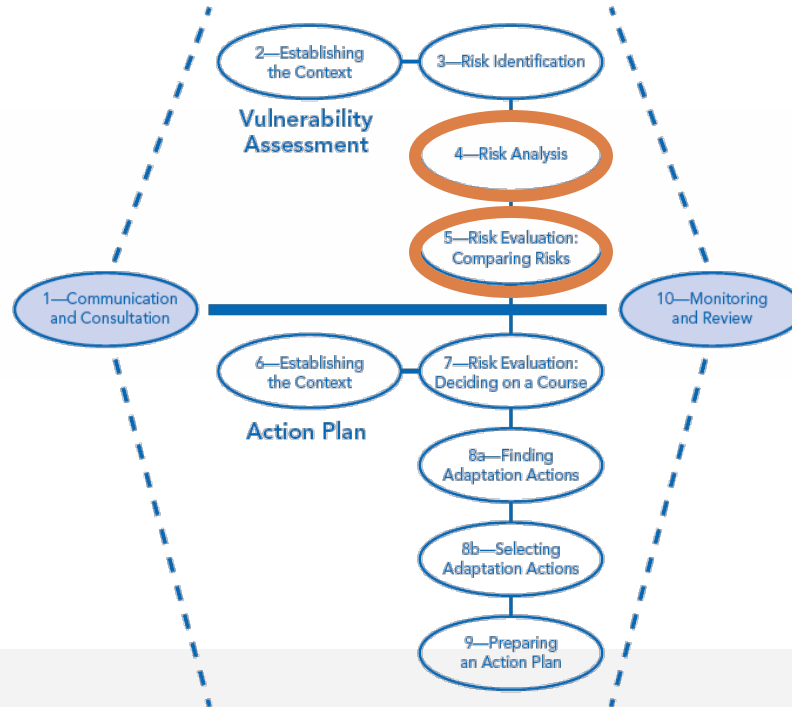 2—Establishing
the Context
3—Risk Identification
Vulnerability
Assessment
4—Risk Analysis
5—Risk Evaluation:
Comparing Risks
1—Communication
and Consultation
10—Monitoring
and Review
6—Establishing
the Context
7—Risk Evaluation:
Deciding on a Course
Action Plan
8a—Finding
Adaptation Actions
8b—Selecting
Adaptation Actions
9—Preparing
an Action Plan